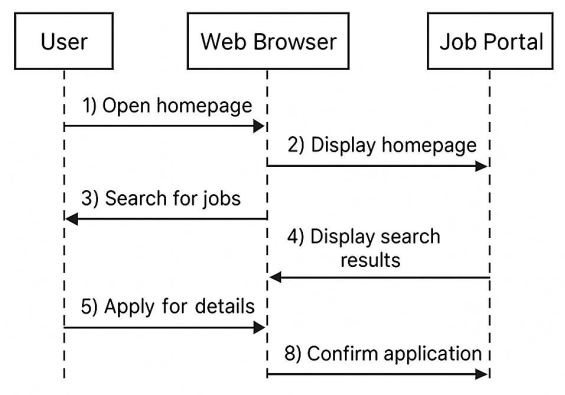 User
Web Browser
Job Portal
1) Open homepage
2) Display homepage
3) Search for jobs
4) Display search
results
5) Apply for details
8) Confirm application